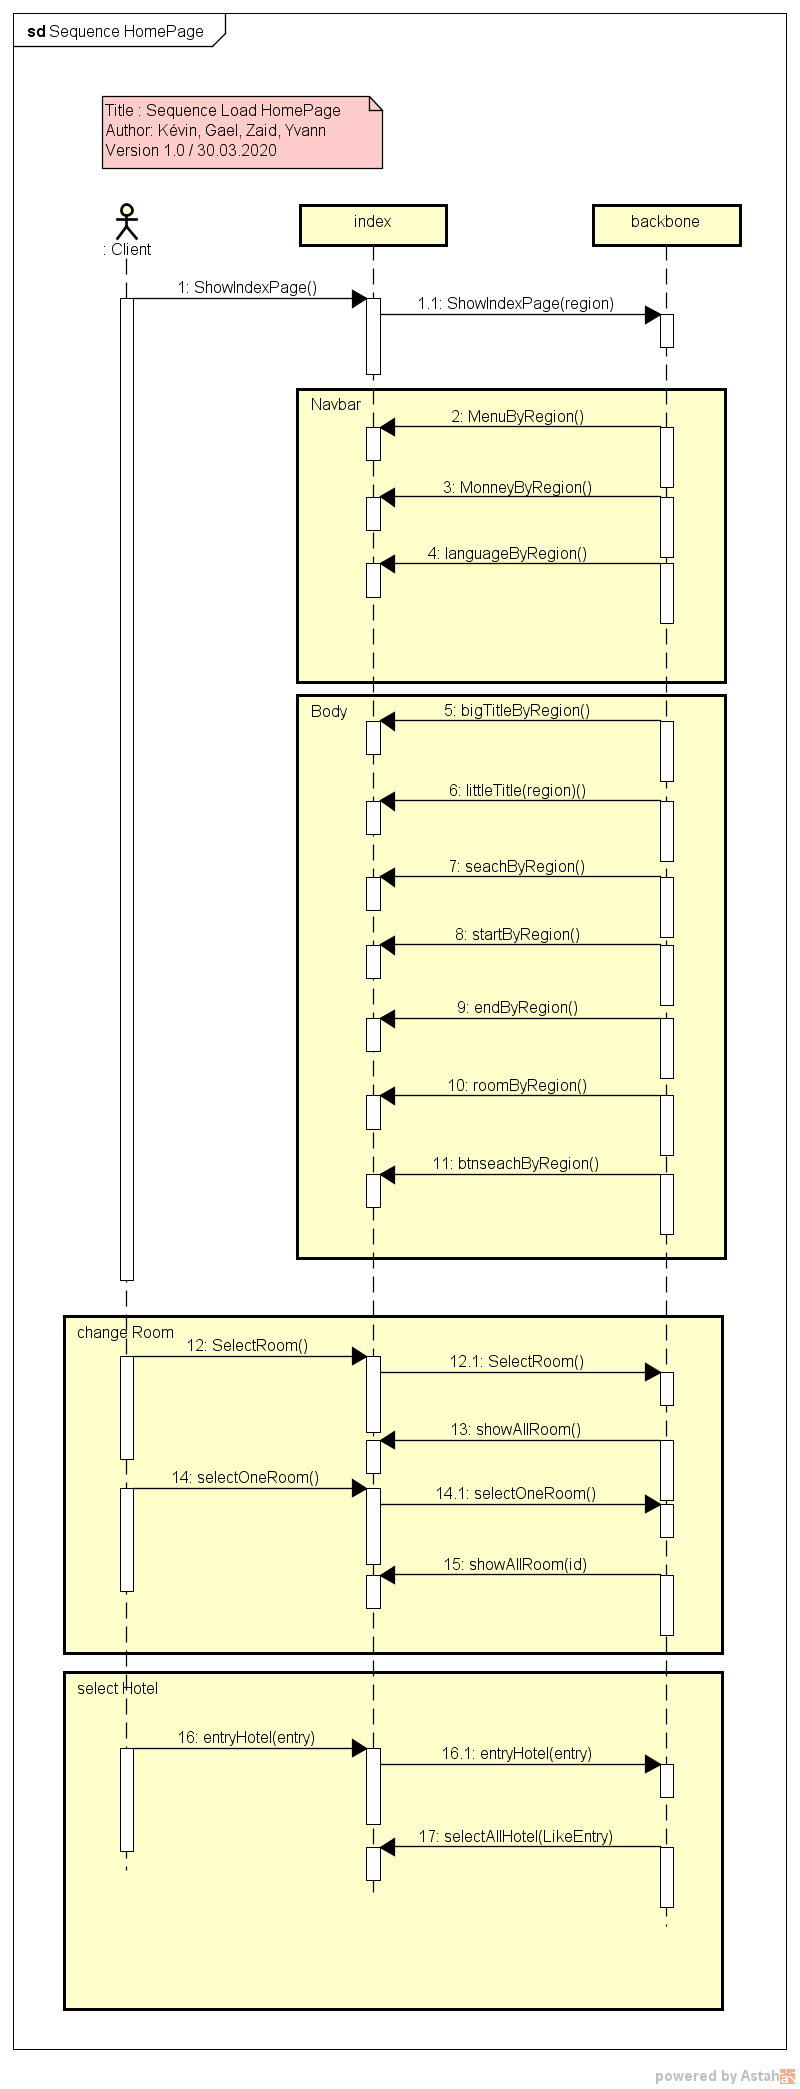 sd Sequence HomePage
Title : Sequence Load HomePage
Author: Kévin, Gael, Zaid, Yvann
Version 1.0 / 30.03.2020
: Client
index
backbone
1: ShowIndexPage()
1.1: ShowIndexPage(region)
Navbar
2: MenuByRegion()
3: MonneyByRegion()
4: languageByRegion()
Body
5: bigTitleByRegion()
6: littleTitle(region)()
7: seachByRegion()
8: startByRegion()
9: endByRegion()
10: roomByRegion()
11: btnseachByRegion()
change Room
12: SelectRoom()
12.1: SelectRoom()
13: showAllRoom()
14: selectOneRoom()
14.1: selectOneRoom()
15: showAllRoom(id)
select Hotel
16: entryHotel(entry)
16.1: entryHotel(entry)
17: selectAllHotel(LikeEntry)
powered by Astah